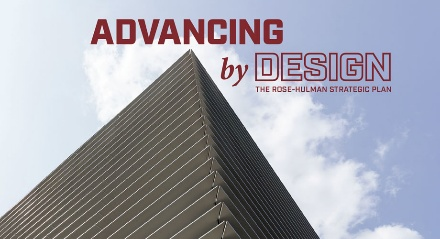 ADVANCING
by DESIGN
THE ROSE-HULMAN STRATEGIC PLAN